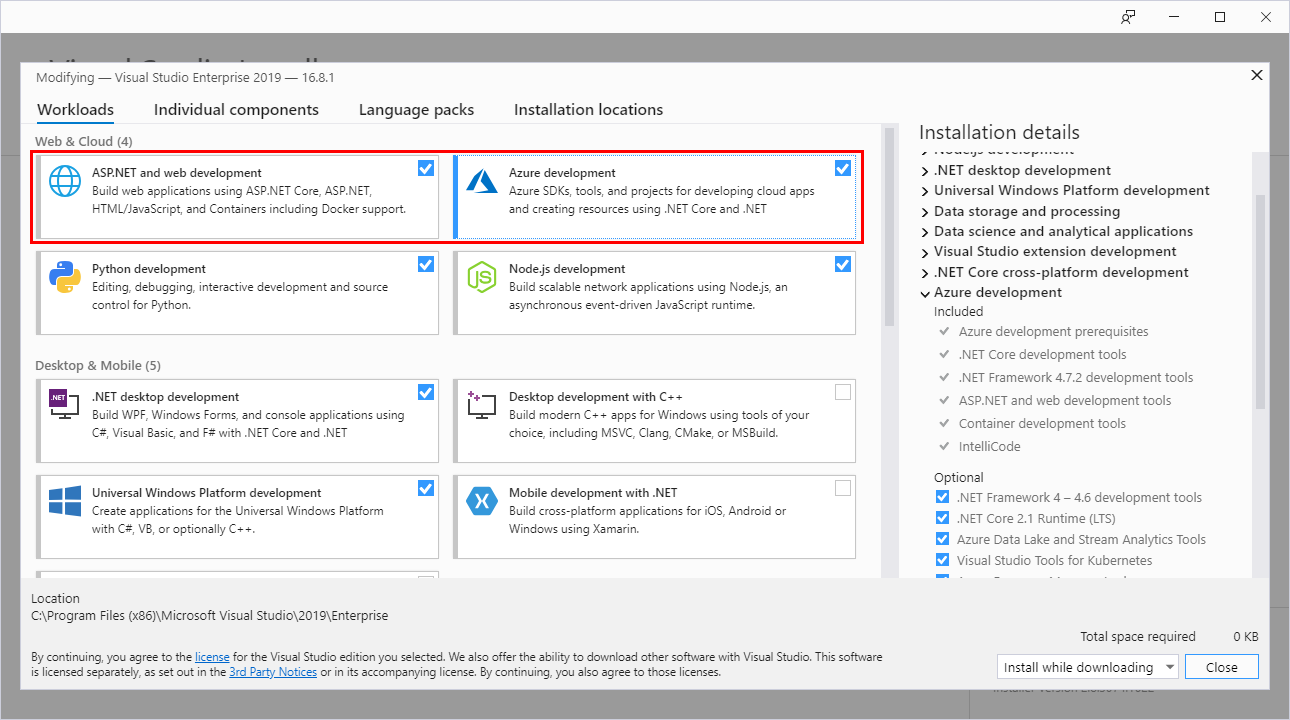 Modifying — Visual Studio Enterprise 2019 — 16.8.1
Workloads
Individual components
Language packs
Installation locations
Web & Cloud (4)
ASP.NET and web development
Build web applications using ASP.NET Core, ASP.NET,
HTML/JavaScript, and Containers including Docker support.
Azure development
Azure SDKs, tools, and projects for developing cloud apps
and creating resources using .NET Core and .NET
Python development
Editing, debugging, interactive development and source
control for Python.
JS
Node.js development
Build scalable network applications using Node.js, an
asynchronous event-driven JavaScript runtime.
Desktop & Mobile (5)
.NET
.NET desktop development
Build WPF, Windows Forms, and console applications using
C#, Visual Basic, and F# with .NET Core and .NET
Desktop development with C++
Build modern C++ apps for Windows using tools of your
choice, including MSVC, Clang, CMake, or MSBuild.
Universal Windows Platform development
Create applications for the Universal Windows Platform
with C#, VB, or optionally C++.
Mobile development with .NET
Build cross-platform applications for iOS, Android or
Windows using Xamarin.
Installation details
Node.js development
.NET desktop development
Universal Windows Platform development
Data storage and processing
Data science and analytical applications
Visual Studio extension development
.NET Core cross-platform development
Azure development
Included
Azure development prerequisites
.NET Core development tools
.NET Framework 4.7.2 development tools
ASP.NET and web development tools
Container development tools
IntelliCode
Optional
.NET Framework 4 – 4.6 development tools
.NET Core 2.1 Runtime (LTS)
Azure Data Lake and Stream Analytics Tools
Visual Studio Tools for Kubernetes
Location
C:\Program Files (x86)\Microsoft Visual Studio\2019\Enterprise
Total space required 0 KB
By continuing, you agree to the license for the Visual Studio edition you selected. We also offer the ability to download other software with Visual Studio. This software
is licensed separately, as set out in the 3rd Party Notices or in its accompanying license. By continuing, you also agree to those licenses.
Install while downloading
Close